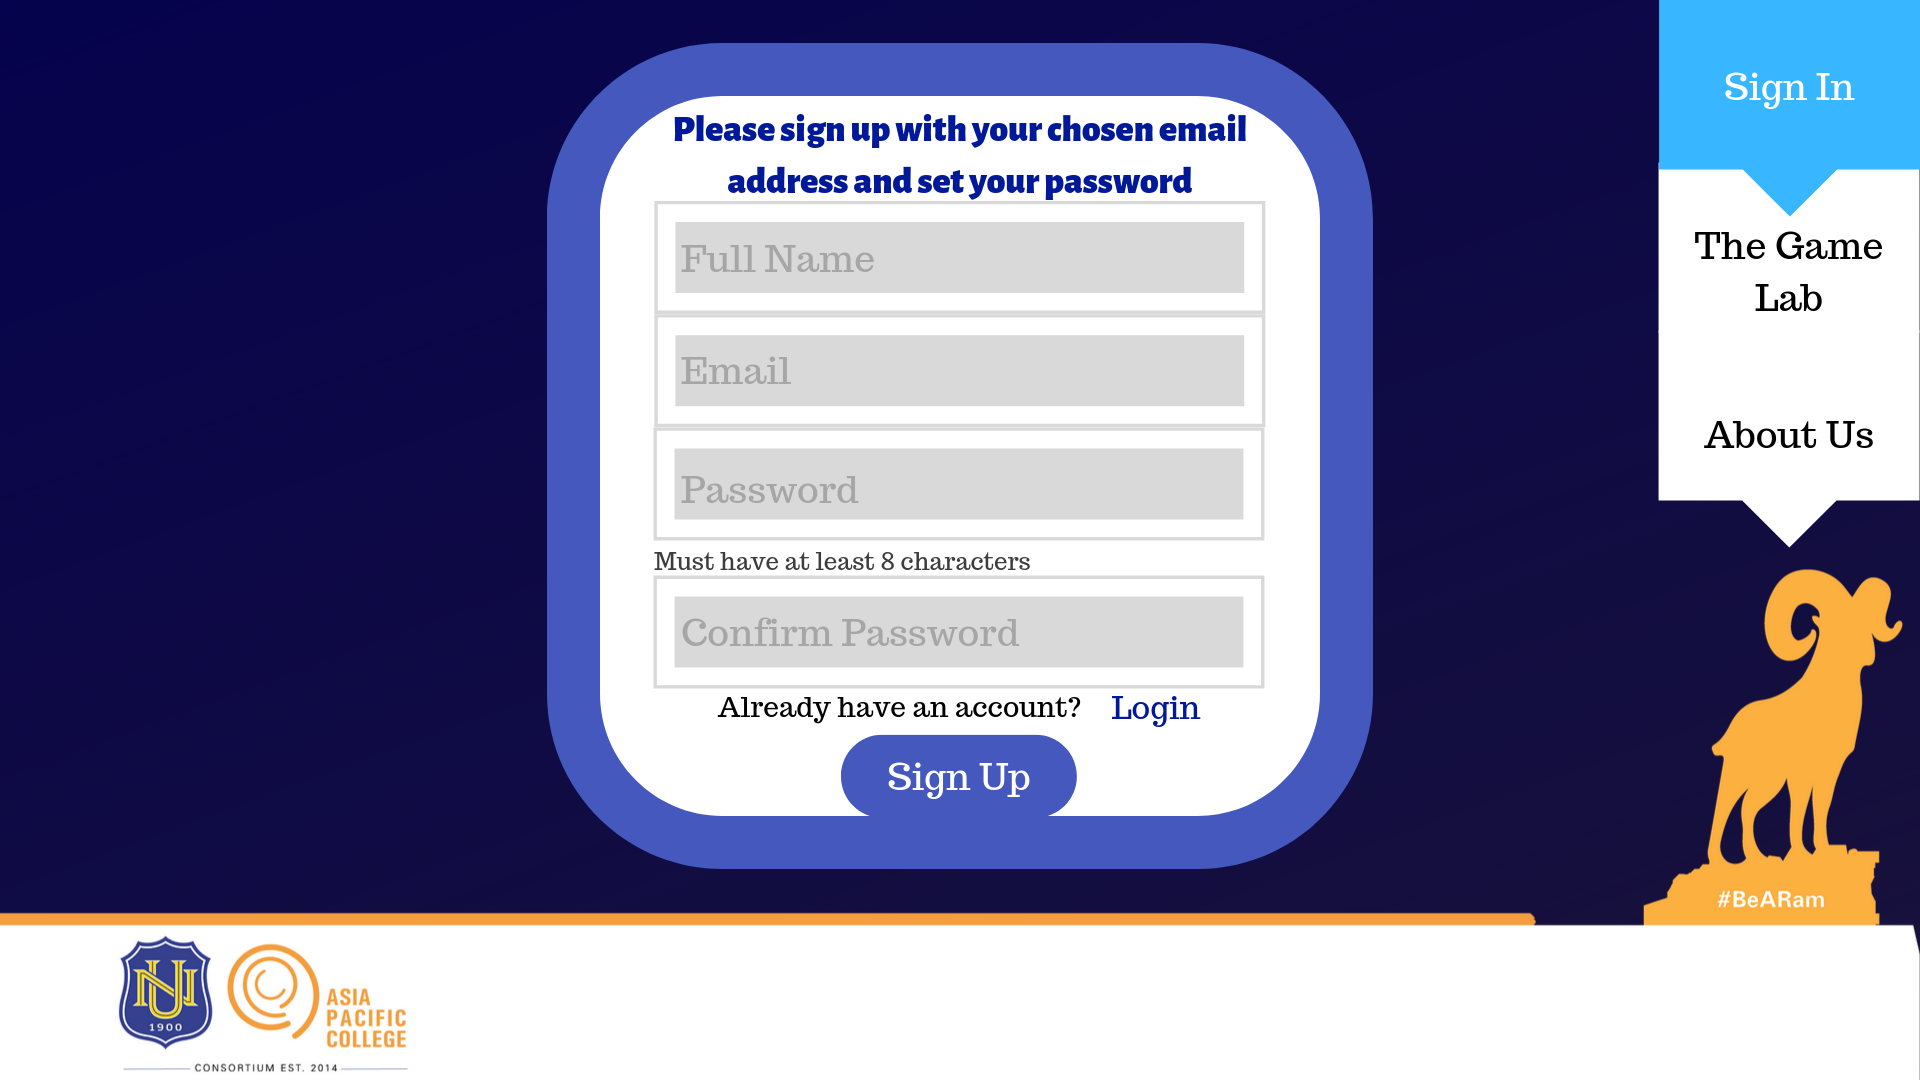 Sign In
The Game
Lab
About Us
Please sign up with your chosen email
address and set your password
Full Name
Email
Password
Must have at least 8 characters
Confirm Password
Already have an account? Login
Sign Up
#BeARam
NU
1900
ASIA
PACIFIC
COLLEGE
CONSORTIUM EST. 2014